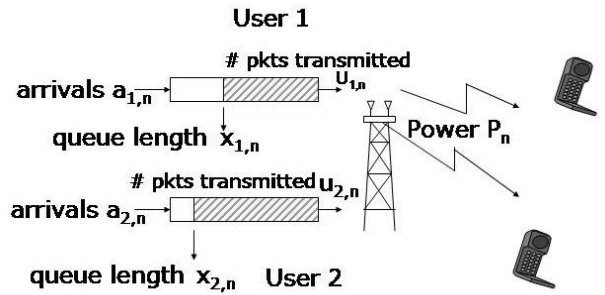 User 1
# pkts transmitted
arrivals a1,n
U1,n
queue length x1,n
Power Pn
# pkts transmitted u2,n
arrivals a2,n
queue length x2,n
User 2